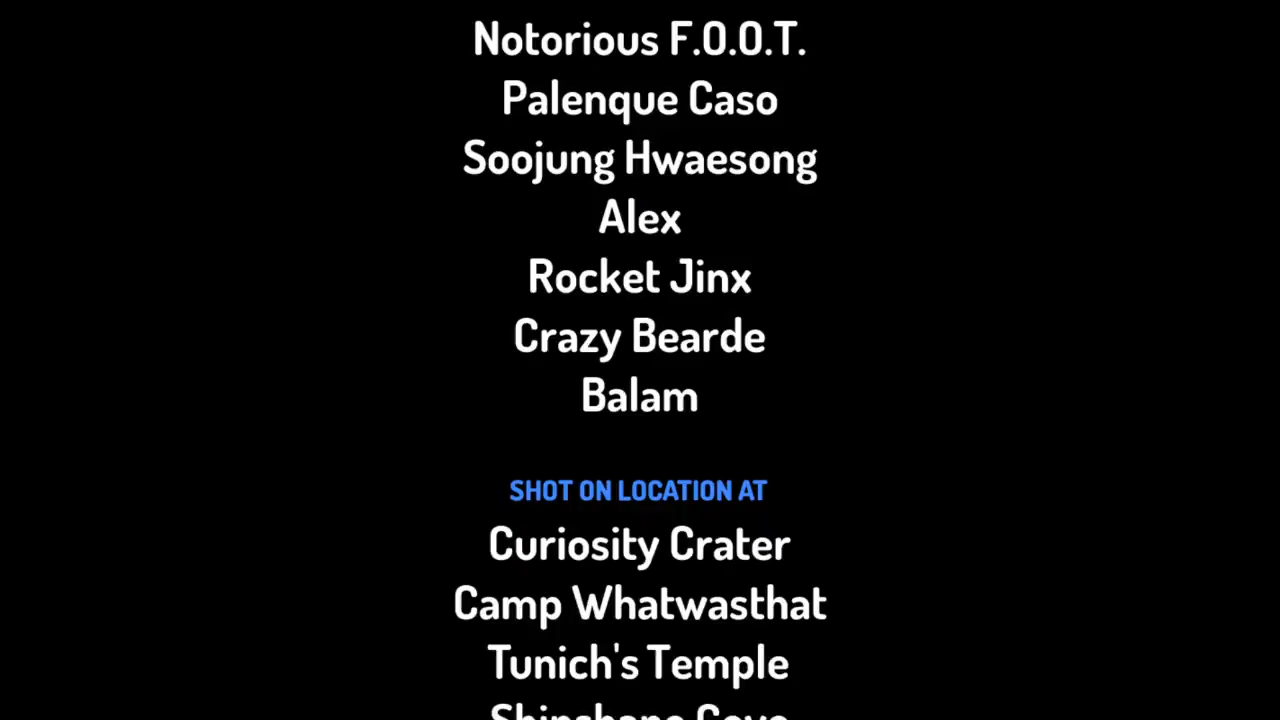 Notorious F.O.O.T.
Palenque Caso
Soojung Hwaesong
Alex
Rocket Jinx
Crazy Bearde
Balam
SHOT ON LOCATION AT
Curiosity Crater
Camp Whatwasthat
Tunich's Temple